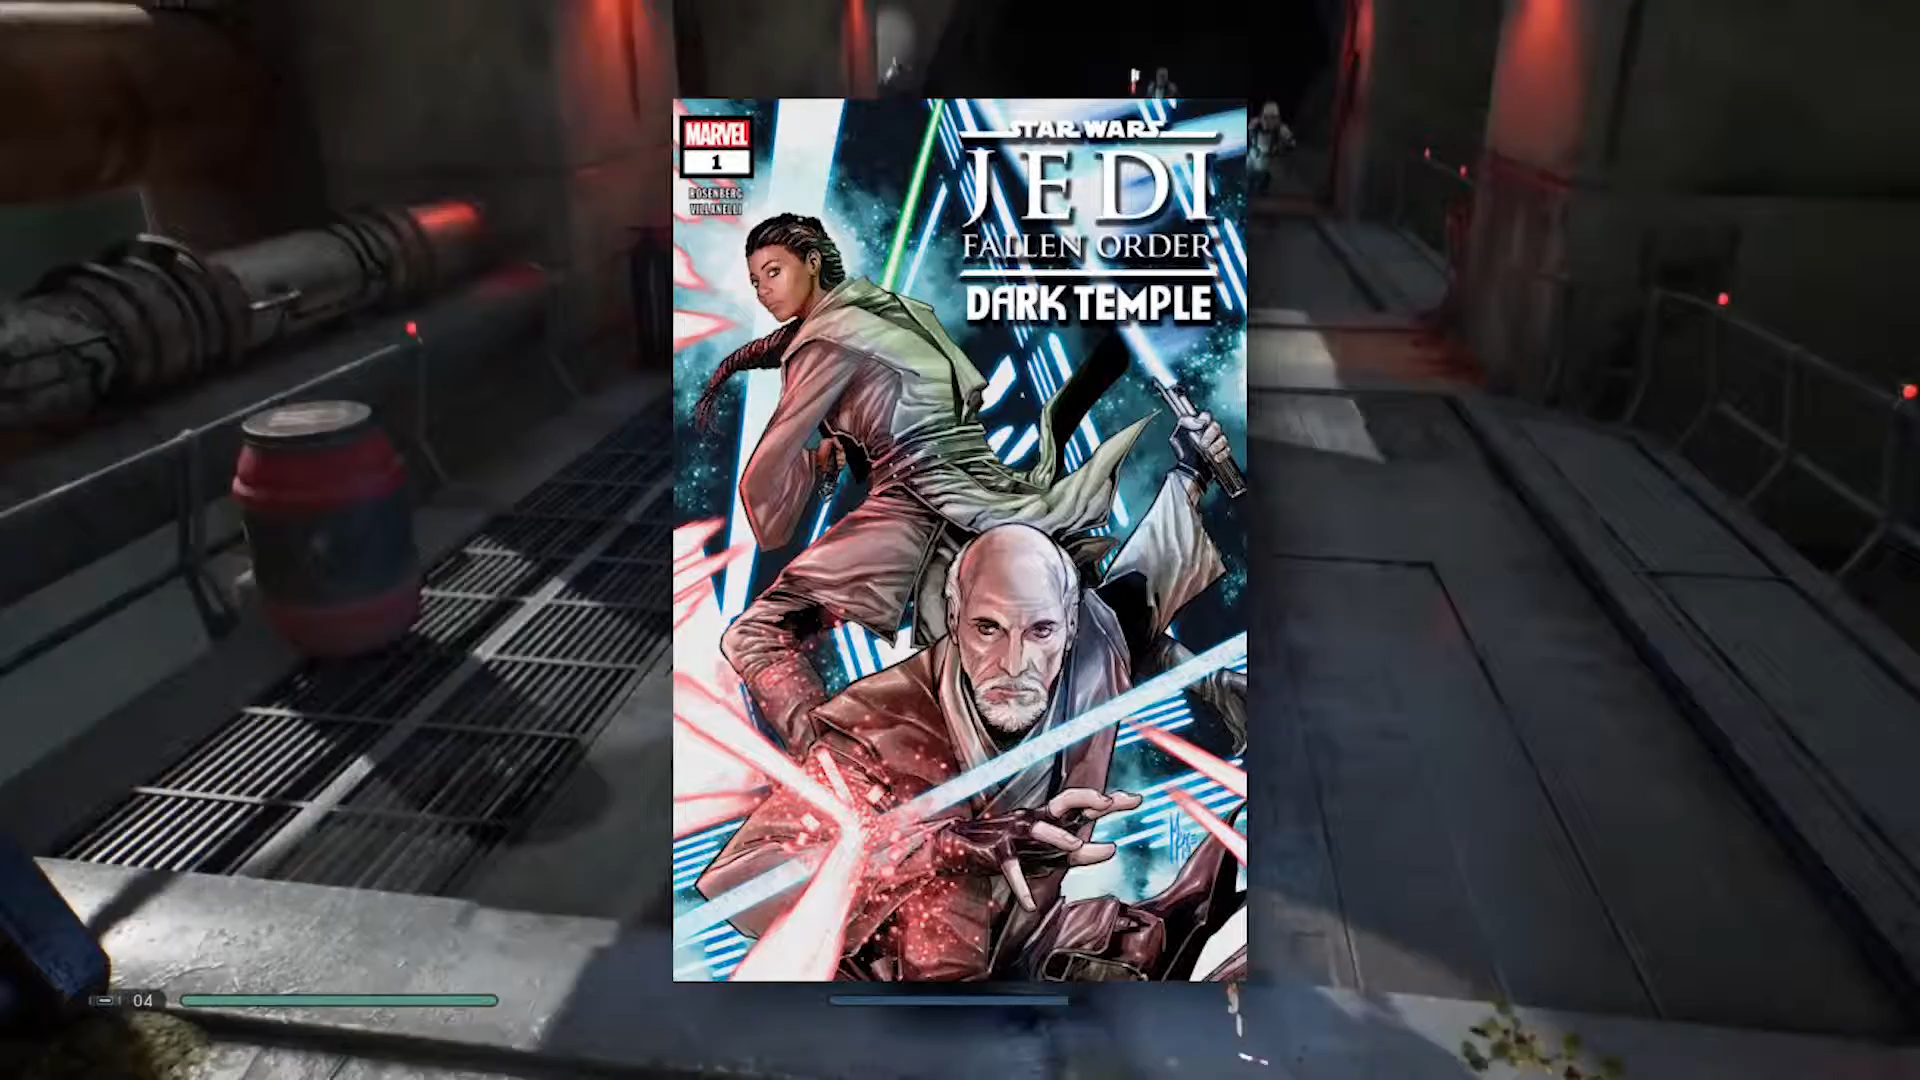 MARVEL
1
ROSENBERG
VILLANELLI
STAR WARS
JEDI
FALLEN ORDER
DARK TEMPLE
04